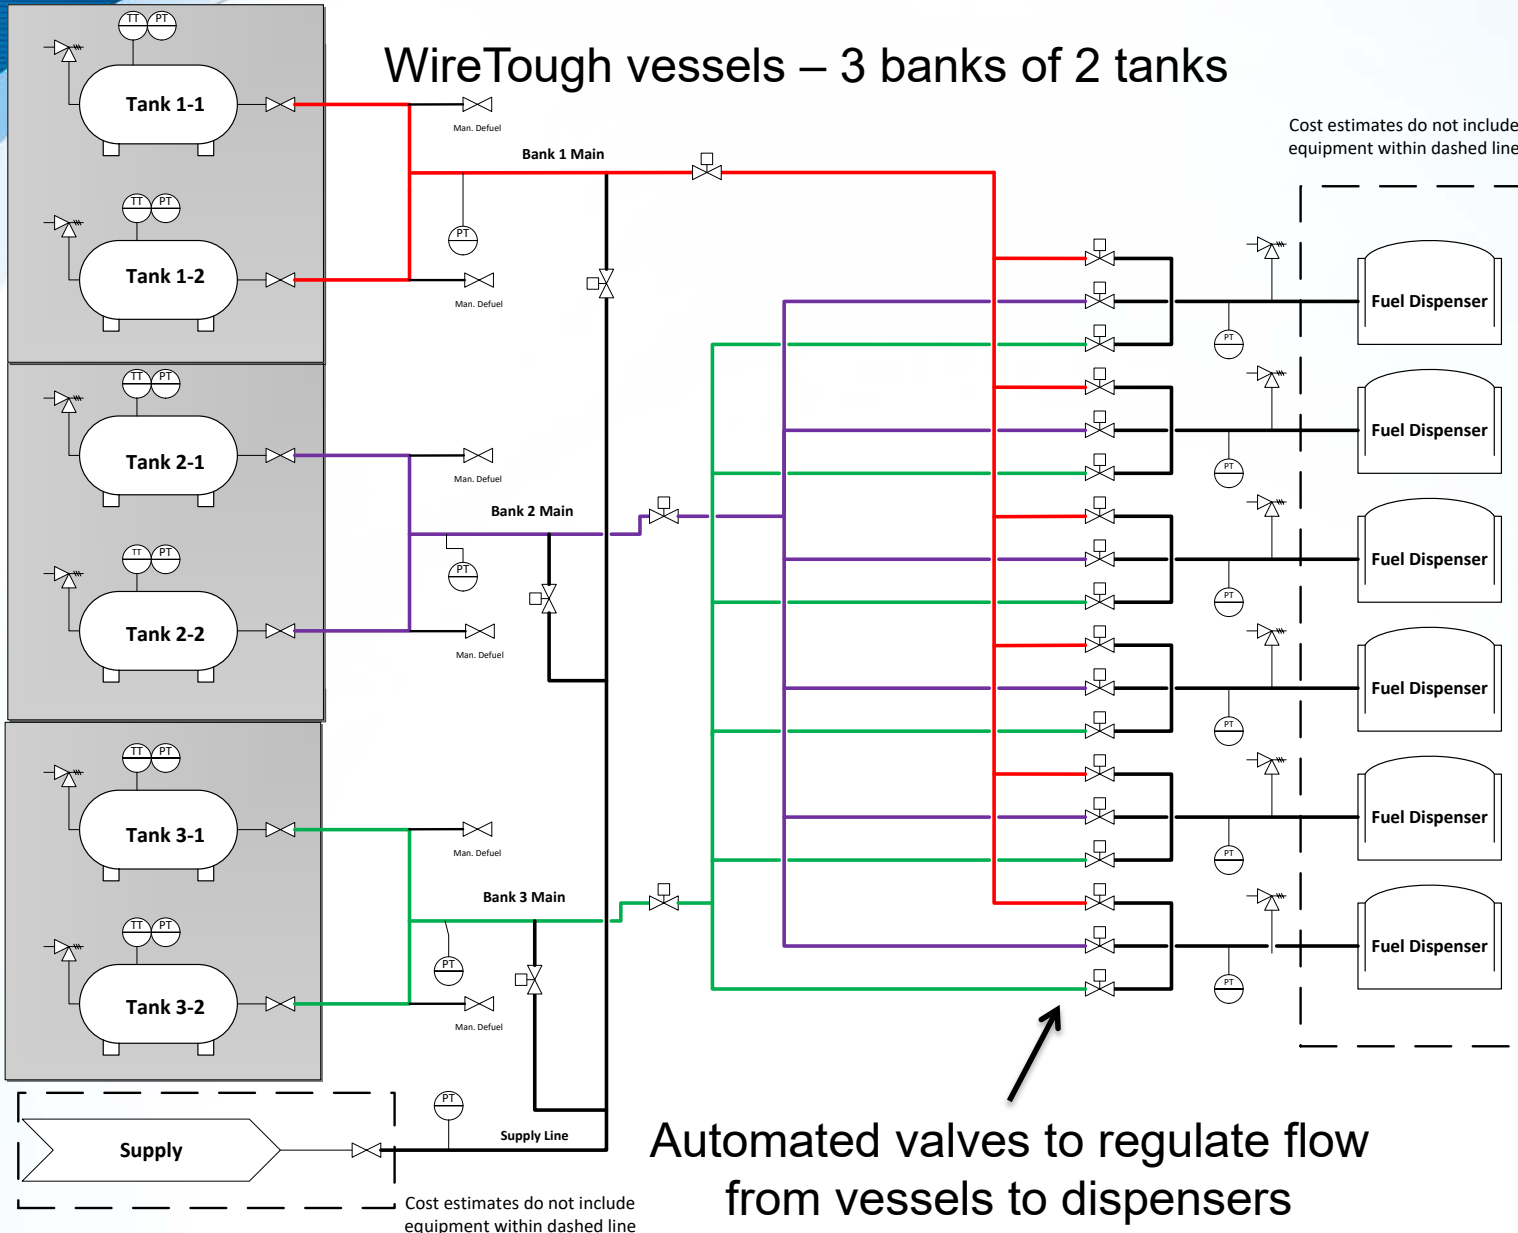 WireTough vessels – 3 banks of 2 tanks
Cost estimates do not include
equipment within dashed line
TT PT
Tank 1-1
Man. Defuel
Bank 1 Main
TT PT
Tank 1-2
PT
Man. Defuel
TT PT
Tank 2-1
Man. Defuel
Bank 2 Main
TT PT
Tank 2-2
PT
Man. Defuel
TT PT
Tank 3-1
Man. Defuel
Bank 3 Main
TT PT
Tank 3-2
PT
Man. Defuel
PT
Supply
Supply Line
Cost estimates do not include
equipment within dashed line
Fuel Dispenser
PT
Fuel Dispenser
PT
Fuel Dispenser
PT
Fuel Dispenser
PT
Fuel Dispenser
PT
Fuel Dispenser
PT
Automated valves to regulate flow
from vessels to dispensers